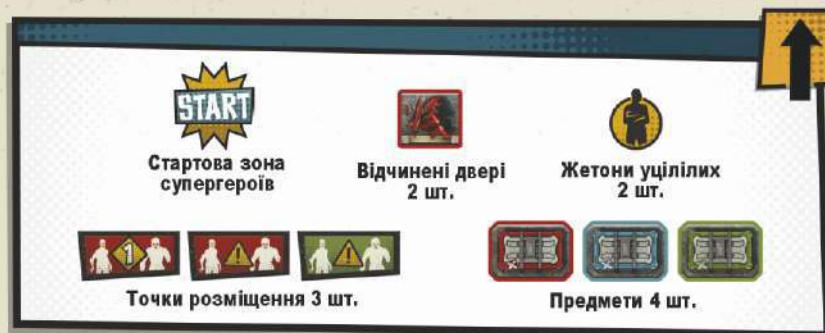 START
Стартова зона
супергероїв
Відчинені двері
2 шт.
Жетони уцілілих
2 шт.
1
Точки розміщення 3 шт.
Предмети 4 шт.